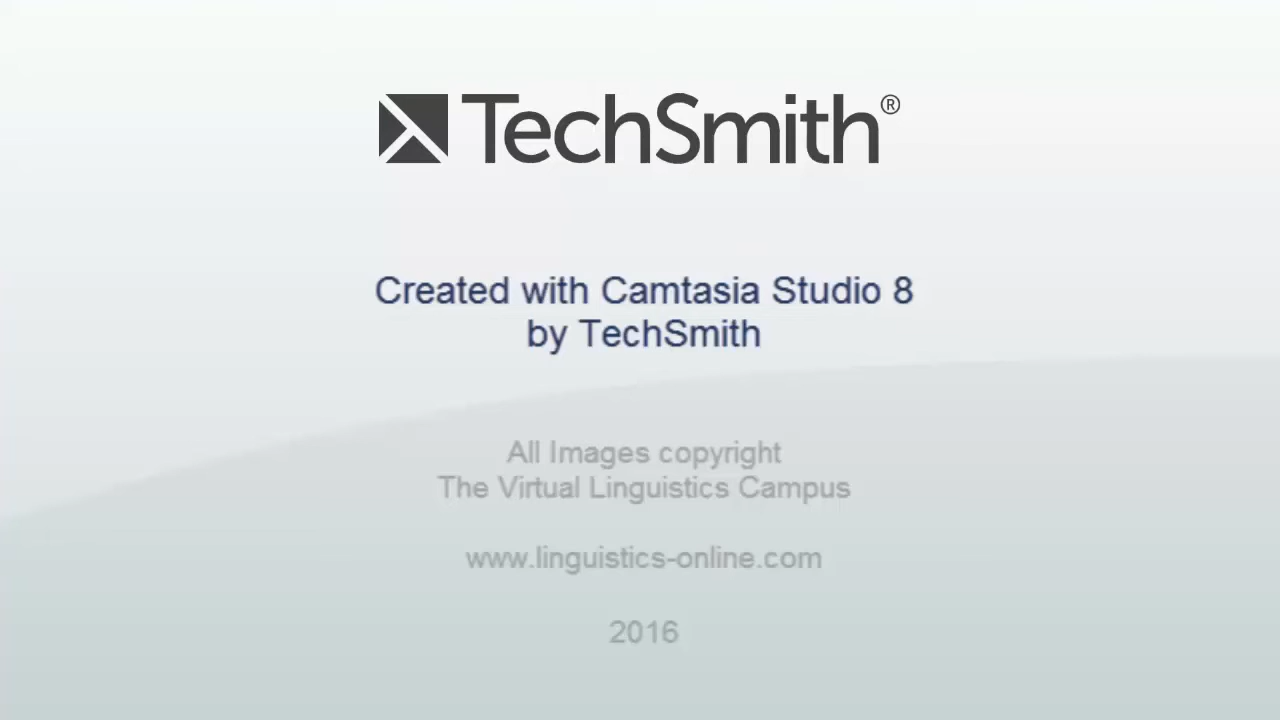 TechSmith®
Created with Camtasia Studio 8
by TechSmith
All Images copyright
The Virtual Linguistics Campus
www.linguistics-online.com
2016